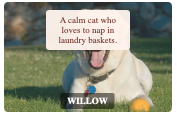 A calm cat who
loves to nap in
laundry baskets.
WILLOW